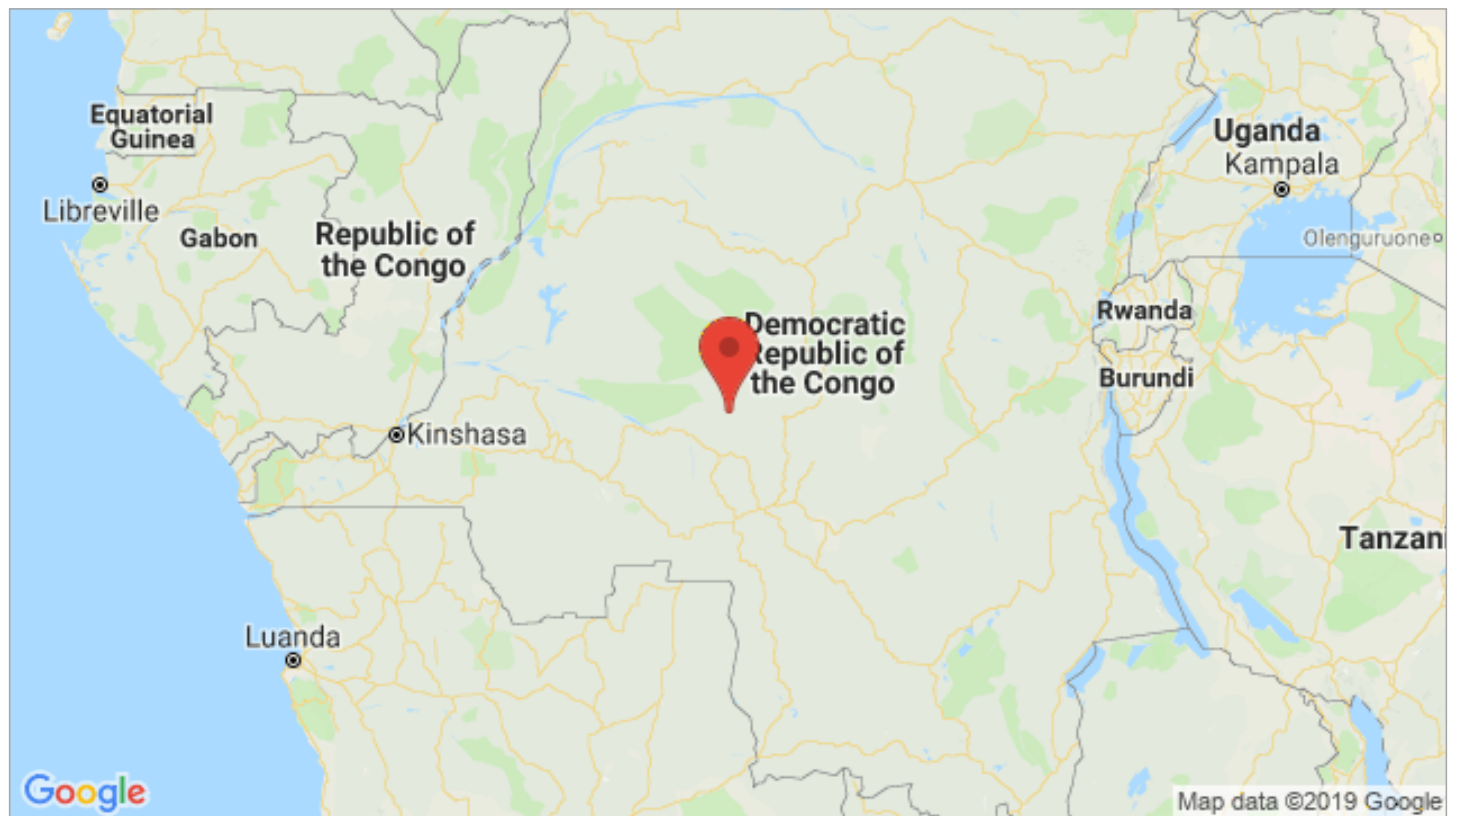 Equatorial
Guinea
Uganda
Kampala
Libreville
Gabon
Republic of
the Congo
Olenguruone
Rwanda
Democratic
Republic of
the Congo
Burundi
Kinshasa
Tanzani
Luanda
Google
Map data ©2019 Google